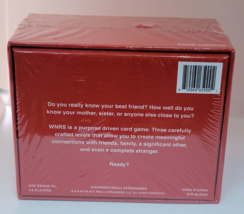 Do you really know your best friend? How well do you
know your mother, sister, or anyone else close to you?
WNRS is a purpose driven card game. Three carefully
crafted levels that allow you to create meaningful
connections with friends, family, a significant other,
and even a complete stranger.
Ready?